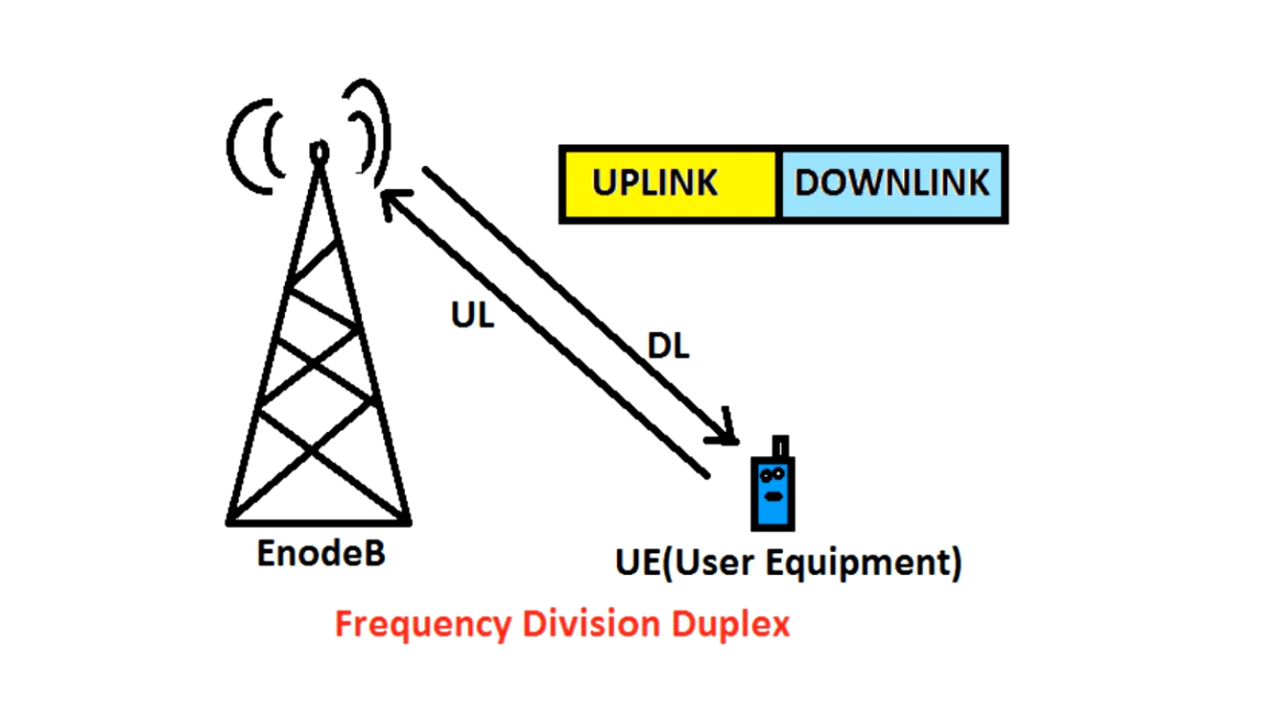 UPLINK DOWNLINK
UL
DL
EnodeB
UE(User Equipment)
Frequency Division Duplex